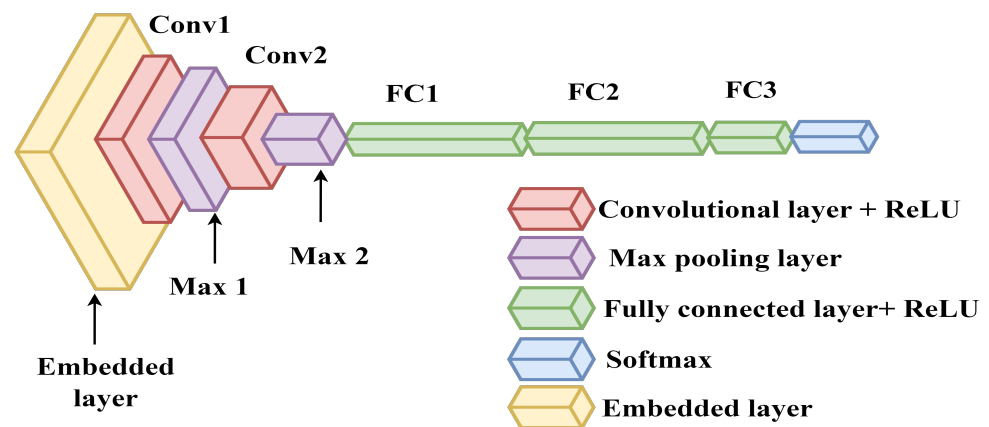 Conv1
Conv2
FC1
FC2
FC3
Max 1
Max 2
Embedded
layer
Convolutional layer + ReLU
Max pooling layer
Fully connected layer+ ReLU
Softmax
Embedded layer